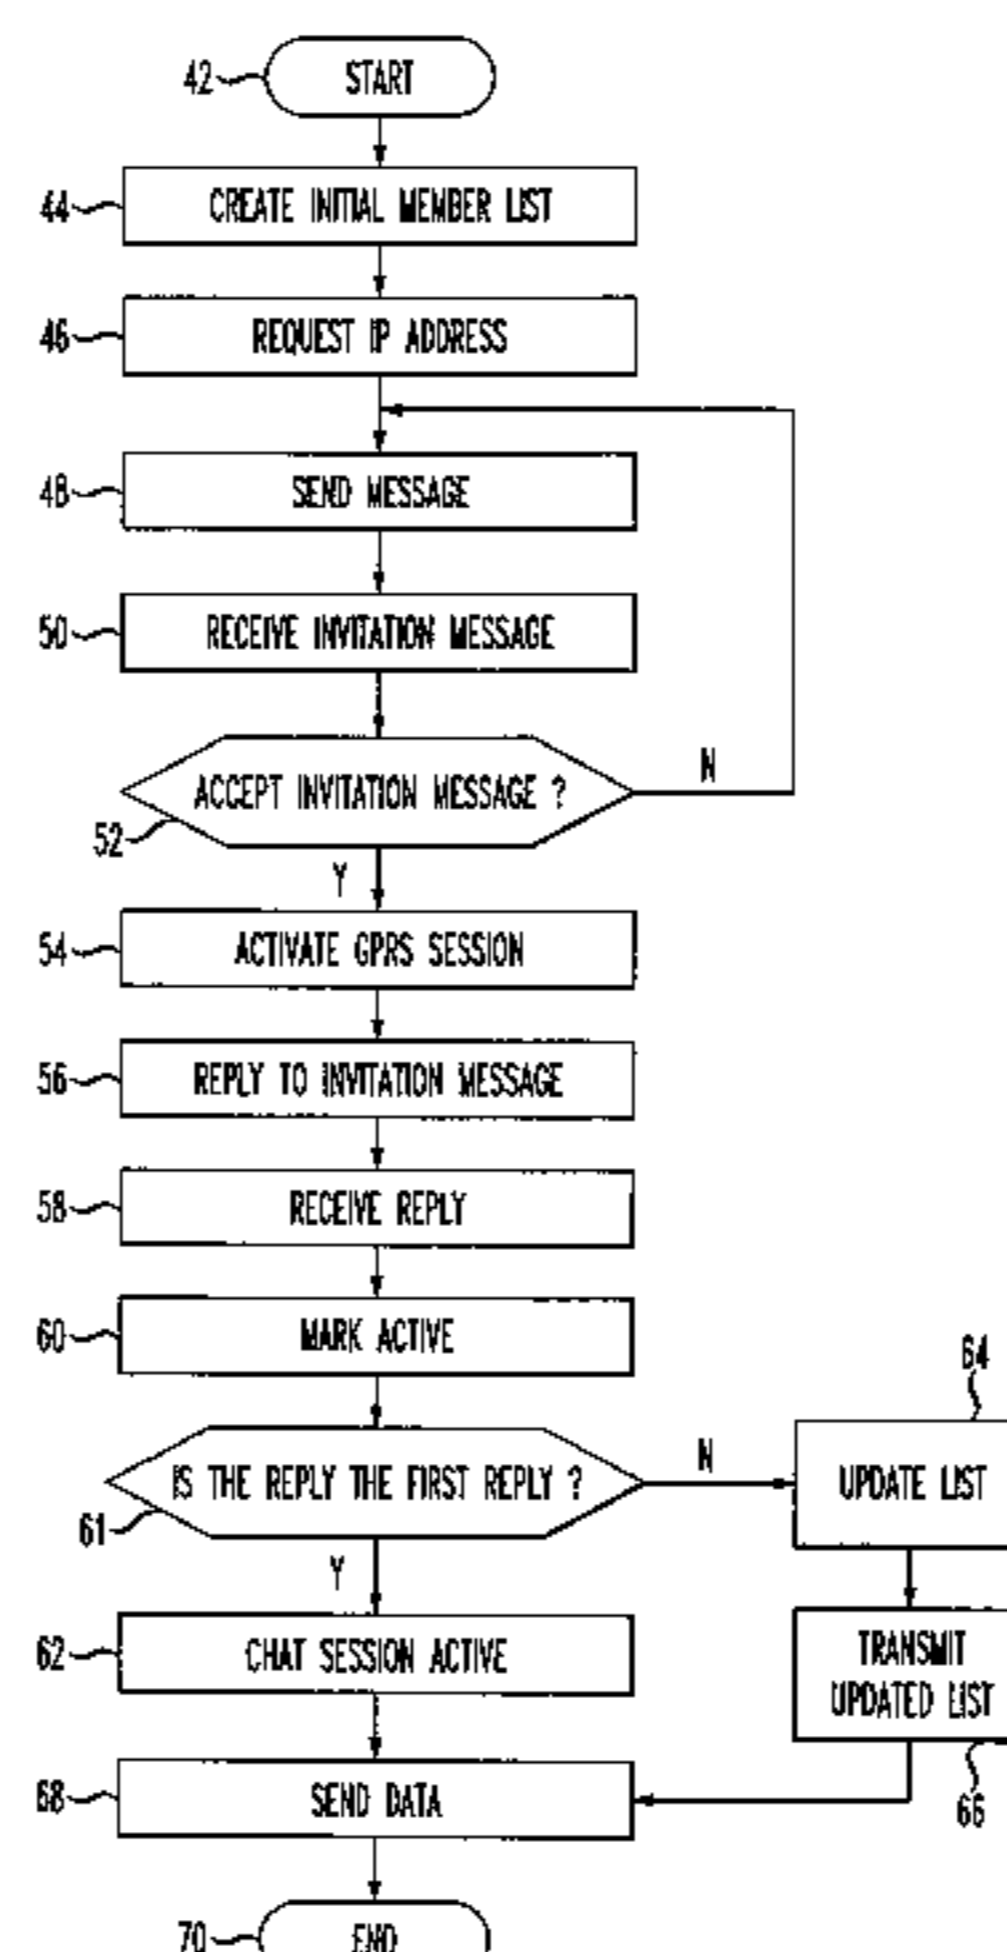 42 START
44 CREATE INITIAL MEMBER LIST
46 REQUEST IP ADDRESS
48 SEND MESSAGE
50 RECEIVE INVITATION MESSAGE
ACCEPT INVITATION MESSAGE ? N
52
Y
54 ACTIVATE GPRS SESSION
56 REPLY TO INVITATION MESSAGE
58 RECEIVE REPLY
60 MARK ACTIVE
64
IS THE REPLY THE FIRST REPLY ? N UPDATE LIST
61
Y
62 CHAT SESSION ACTIVE
TRANSMIT
UPDATED LIST
68 SEND DATA
66
70 END